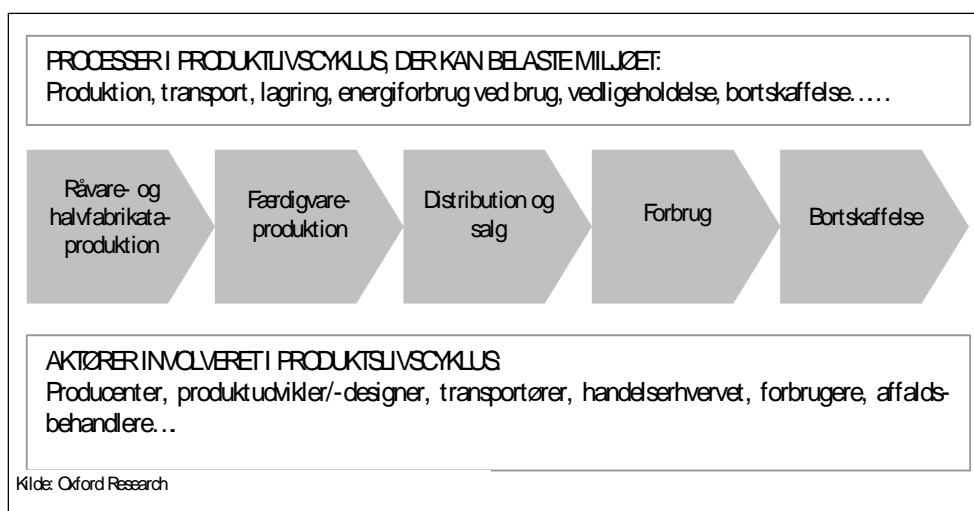 PROCESSER I PRODUKTLIVSCYKLUS, DER KAN BELASTE MILJØET:
Produktion, transport, lagring, energiforbrug ved brug, vedligeholdelse, bortskaffelse…..
Råvare- og
halvfabrikata-
produktion
Færdigvare-
produktion
Distribution og
salg
Forbrug
Bortskaffelse
AKTØRER INVOLVERET I PRODUKTSLIVSCYKLUS:
Producenter, produktudvikler/-designer, transportører, handelserhvervet, forbrugere, affalds-
behandlere…
Kilde: Oxford Research